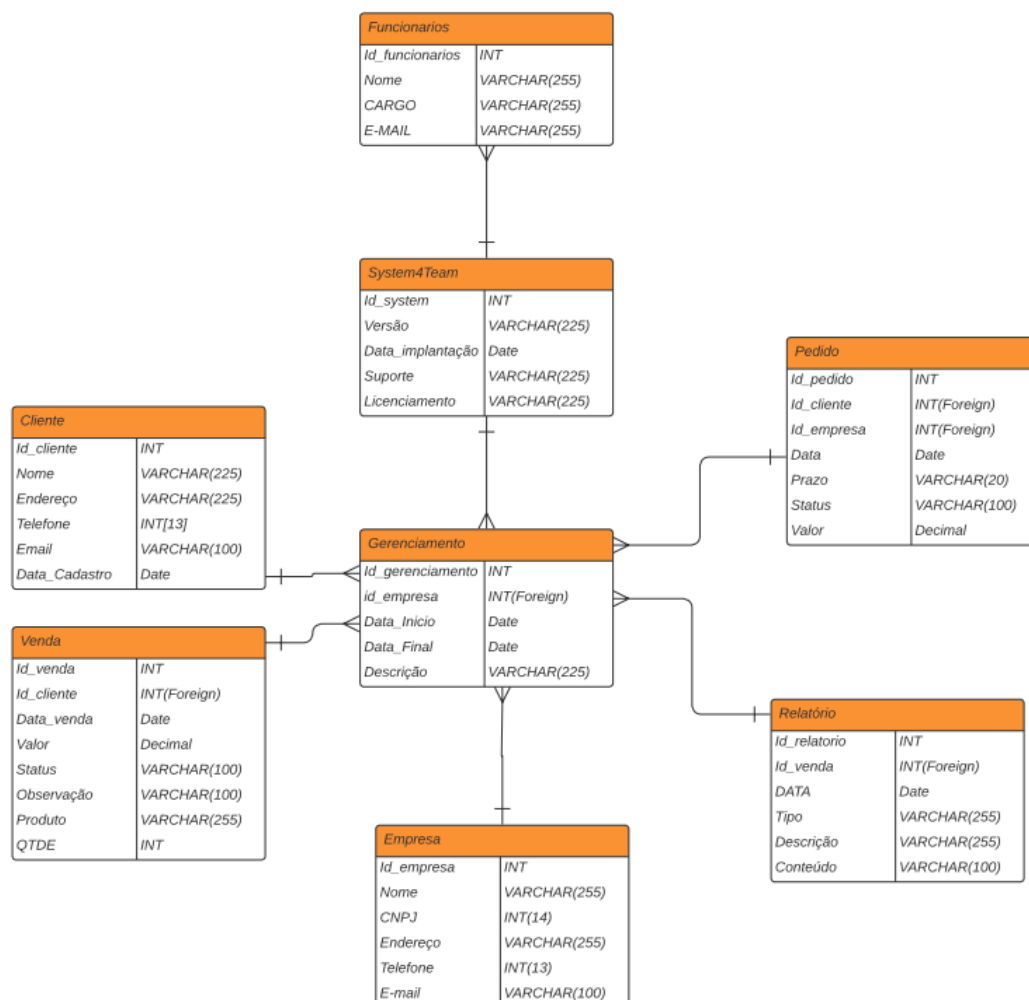 Funcionarios
Id_funcionarios INT
Nome VARCHAR(255)
CARGO VARCHAR(255)
E-MAIL VARCHAR(255)
System4Team
Id_system INT
Versão VARCHAR(225)
Data_implantação Date
Suporte VARCHAR(225)
Licenciamento VARCHAR(225)
Pedido
Id_pedido INT
Id_cliente INT(Foreign)
Id_empresa INT(Foreign)
Data Date
Prazo VARCHAR(20)
Status VARCHAR(100)
Valor Decimal
Cliente
Id_cliente INT
Nome VARCHAR(225)
Endereço VARCHAR(225)
Telefone INT[13]
Email VARCHAR(100)
Data_Cadastro Date
Gerenciamento
Id_gerenciamento INT
id_empresa INT(Foreign)
Data_Inicio Date
Data_Final Date
Descrição VARCHAR(225)
Venda
Id_venda INT
Id_cliente INT(Foreign)
Data_venda Date
Valor Decimal
Status VARCHAR(100)
Observação VARCHAR(100)
Produto VARCHAR(255)
QTDE INT
Relatório
Id_relatorio INT
Id_venda INT(Foreign)
DATA Date
Tipo VARCHAR(255)
Descrição VARCHAR(255)
Conteúdo VARCHAR(100)
Empresa
Id_empresa INT
Nome VARCHAR(255)
CNPJ INT(14)
Endereço VARCHAR(255)
Telefone INT(13)
E-mail VARCHAR(100)